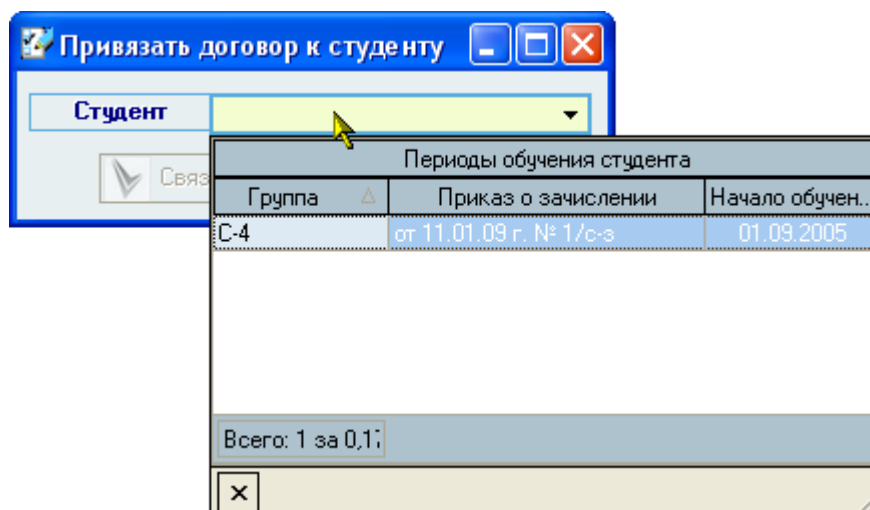 Привязать договор к студенту
Студент
Периоды обучения студента
Группа Приказ о зачислении Начало обучен..
С-4 от 11.01.09 г. № 1/с-з 01.09.2005
Всего: 1 за 0,1